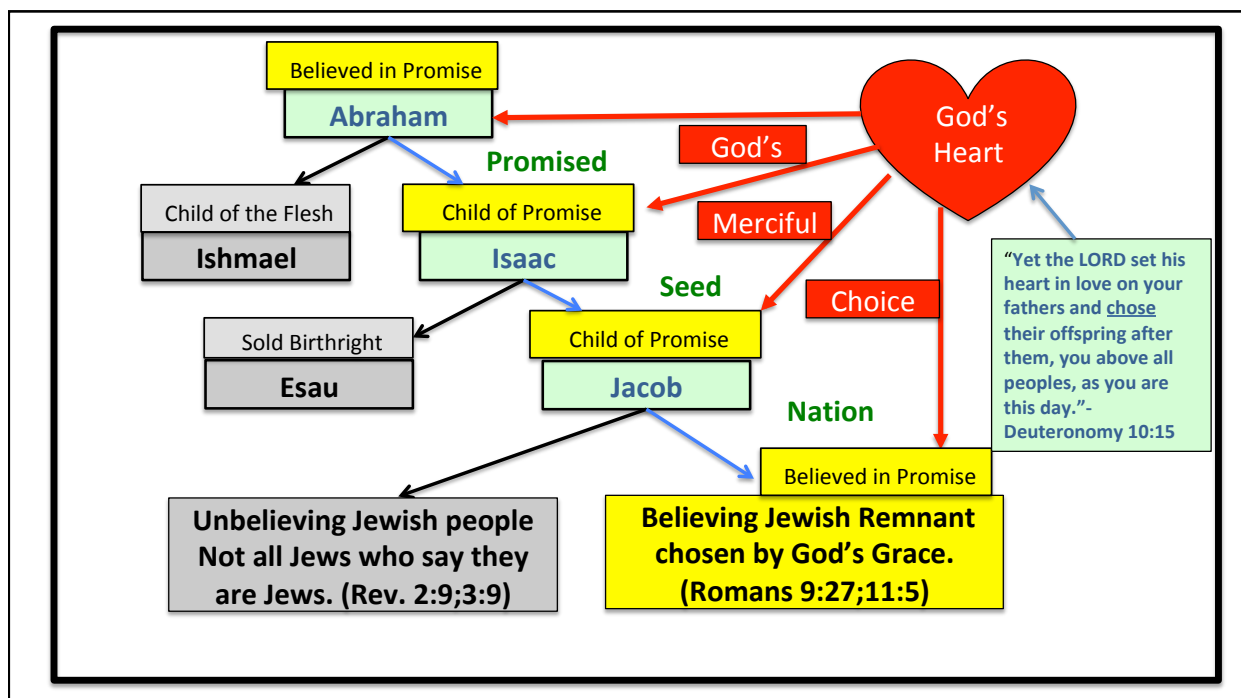 Believed in Promise
Abraham
God's
Heart
God's
Promised
Child of the Flesh
Ishmael
Child of Promise
Isaac
Merciful
Seed
Choice
“Yet the LORD set his
heart in love on your
fathers and chose
their offspring after
them, you above all
peoples, as you are
this day.”-
Deuteronomy 10:15
Sold Birthright
Esau
Child of Promise
Jacob
Nation
Believed in Promise
Unbelieving Jewish people
Not all Jews who say they
are Jews. (Rev. 2:9;3:9)
Believing Jewish Remnant
chosen by God's Grace.
(Romans 9:27;11:5)